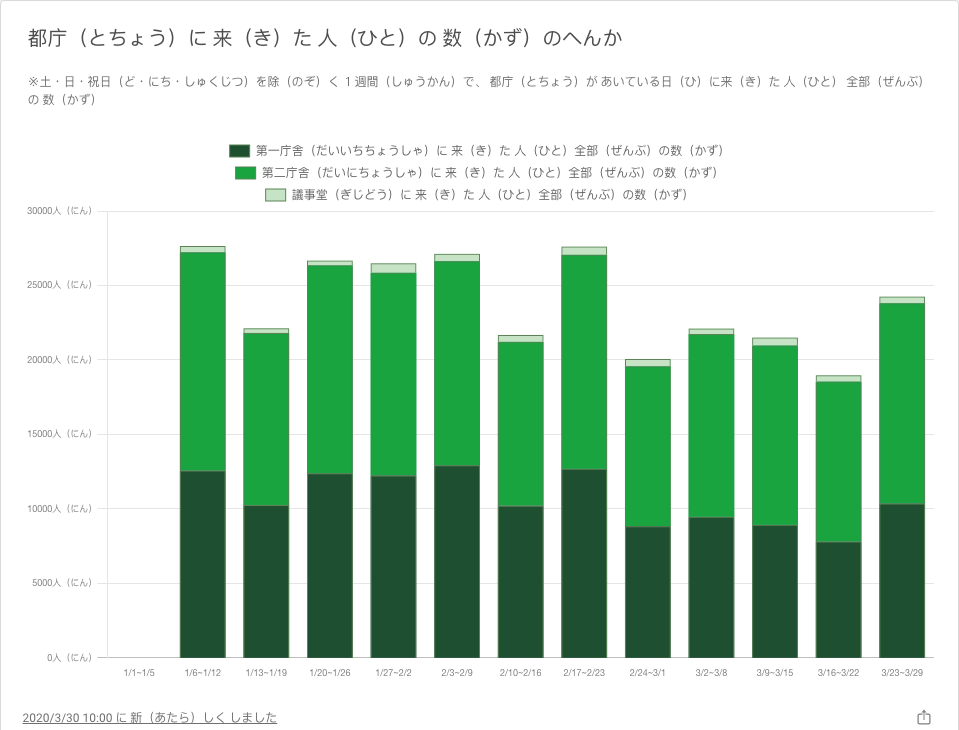 都庁（とちょう）に 来（き）た 人（ひと）の 数（かず）のへんか
※土・日・祝日（ど・にち・しゅくじつ）を除（のぞ）く 1 週間（しゅうかん）で、 都庁（とちょう）が あいている日（ひ）に来（き）た 人（ひと） 全部（ぜんぶ）
の 数（かず）
第一庁舎（だいいちちょうしゃ）に 来（き）た 人（ひと）全部（ぜんぶ）の数（かず）
第二庁舎（だいにちょうしゃ）に 来（き）た 人（ひと）全部（ぜんぶ）の数（かず）
議事堂（ぎじどう）に 来（き）た 人（ひと）全部（ぜんぶ）の数（かず）
30000人（にん）
25000人（にん）
20000人（にん）
15000人（にん）
10000人（にん）
5000人（にん）
0人（にん）
1/1~1/5 1/6~1/12 1/13~1/19 1/20~1/26 1/27~2/2 2/3~2/9 2/10~2/16 2/17~2/23 2/24~3/1 3/2~3/8 3/9~3/15 3/16~3/22 3/23~3/29
2020/3/30 10:00 に 新（あたら）しく しました